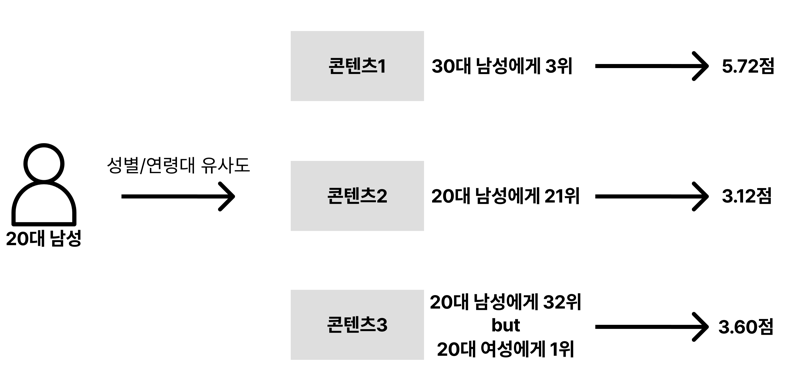 콘텐츠1
30대 남성에게 3위
5.72점
성별/연령대 유사도
20대 남성
콘텐츠2
20대 남성에게 21위
3.12점
콘텐츠3
20대 남성에게 32위
but
20대 여성에게 1위
3.60점